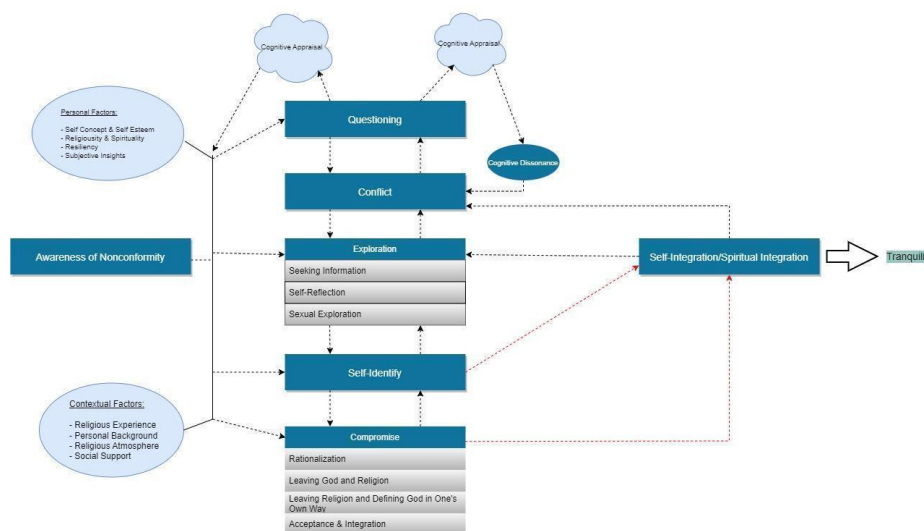 Cognitive Appraisal
Cognitive Appraisal
Personal Factors:
- Self Concept & Self Esteem
- Religiousity & Spirituality
- Resiliency
- Subjective Insights
Questioning
Cognitive Dissonance
Conflict
Awareness of Nonconformity
Exploration
Seeking Information
Self-Reflection
Sexual Exploration
Self-Integration/Spiritual Integration
Tranquili
Self-Identify
Contextual Factors:
- Religious Experience
- Personal Background
- Religious Atmosphere
- Social Support
Compromise
Rationalization
Leaving God and Religion
Leaving Religion and Defining God in One's
Own Way
Acceptance & Integration